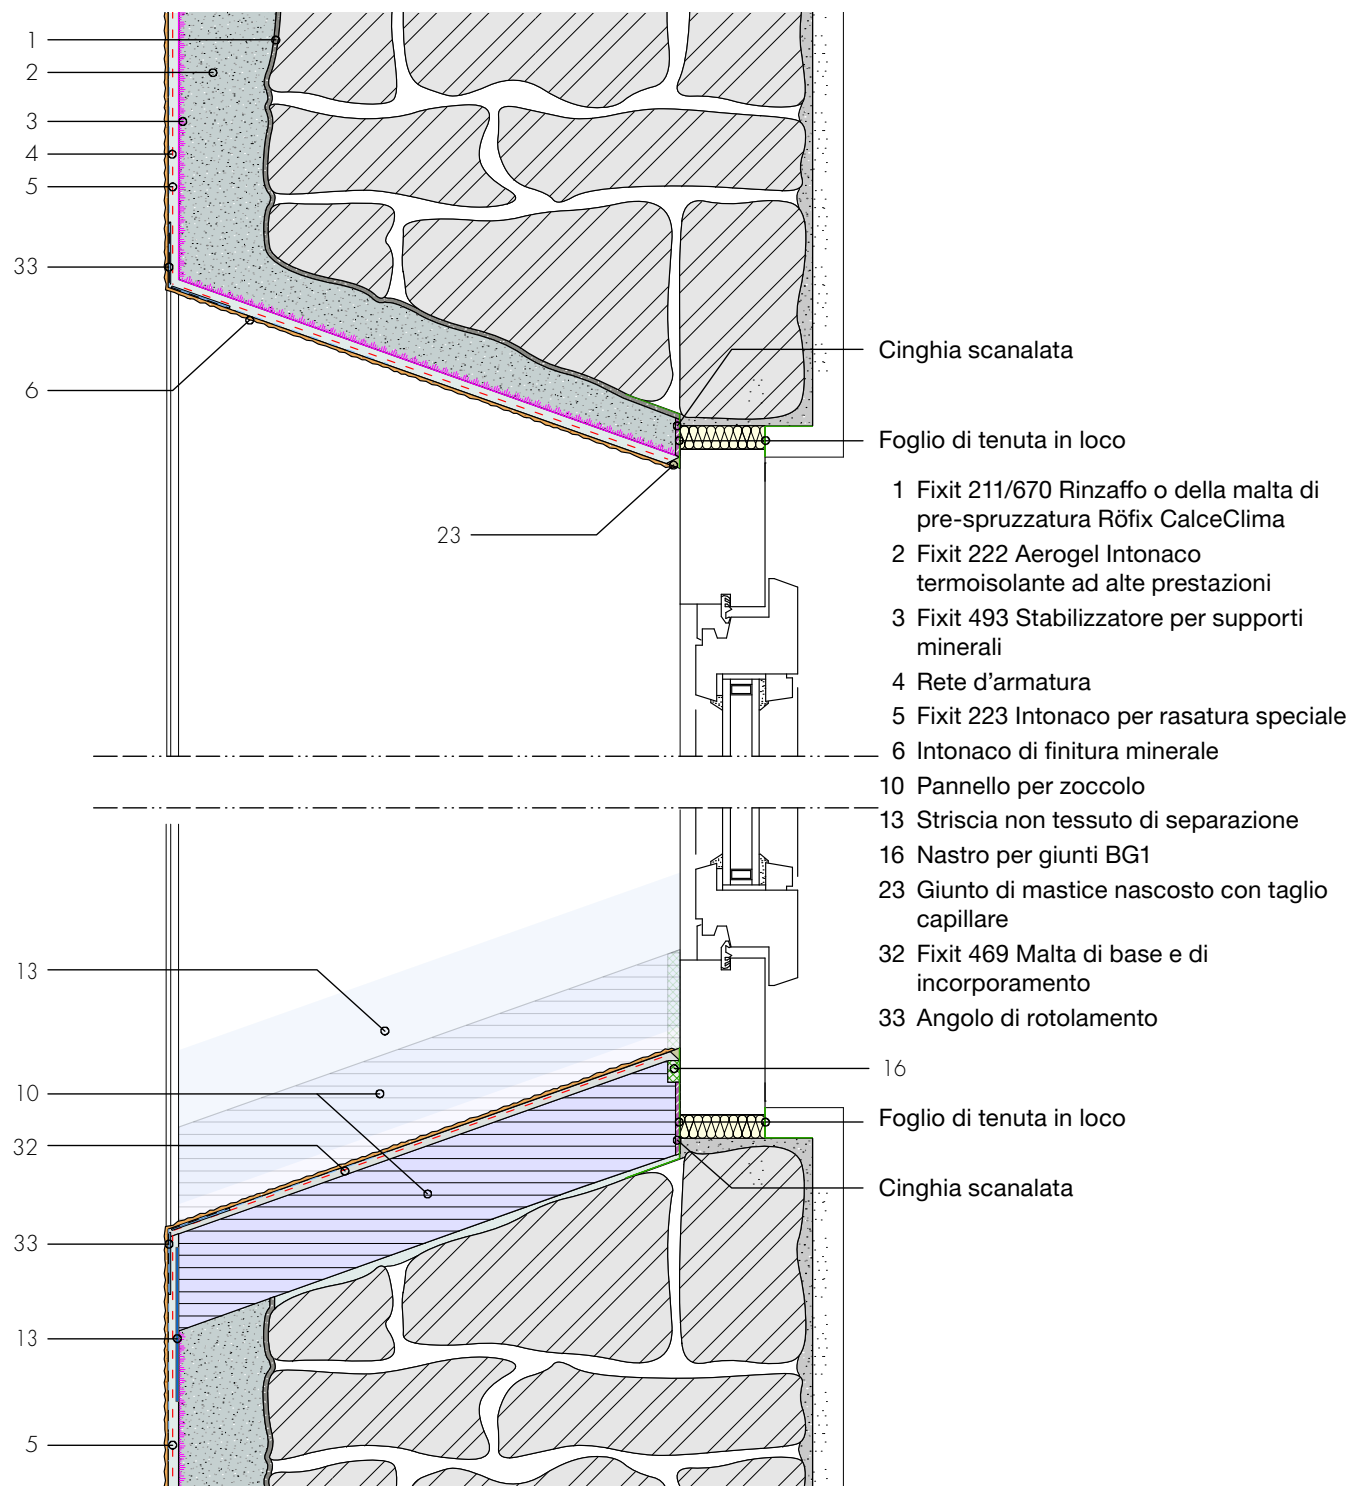 1
2
3
4
5
33
6
23
Cinghia scanalata
Foglio di tenuta in loco
1 Fixit 211/670 Rinzaffo o della malta di
pre-spruzzatura Röfix CalceClima
2 Fixit 222 Aerogel Intonaco
termoisolante ad alte prestazioni
3 Fixit 493 Stabilizzatore per supporti
minerali
4 Rete d’armatura
5 Fixit 223 Intonaco per rasatura speciale
6 Intonaco di finitura minerale
10 Pannello per zoccolo
13 Striscia non tessuto di separazione
16 Nastro per giunti BG1
23 Giunto di mastice nascosto con taglio
capillare
32 Fixit 469 Malta di base e di
incorporamento
33 Angolo di rotolamento
13
10
32
33
13
5
16
Foglio di tenuta in loco
Cinghia scanalata